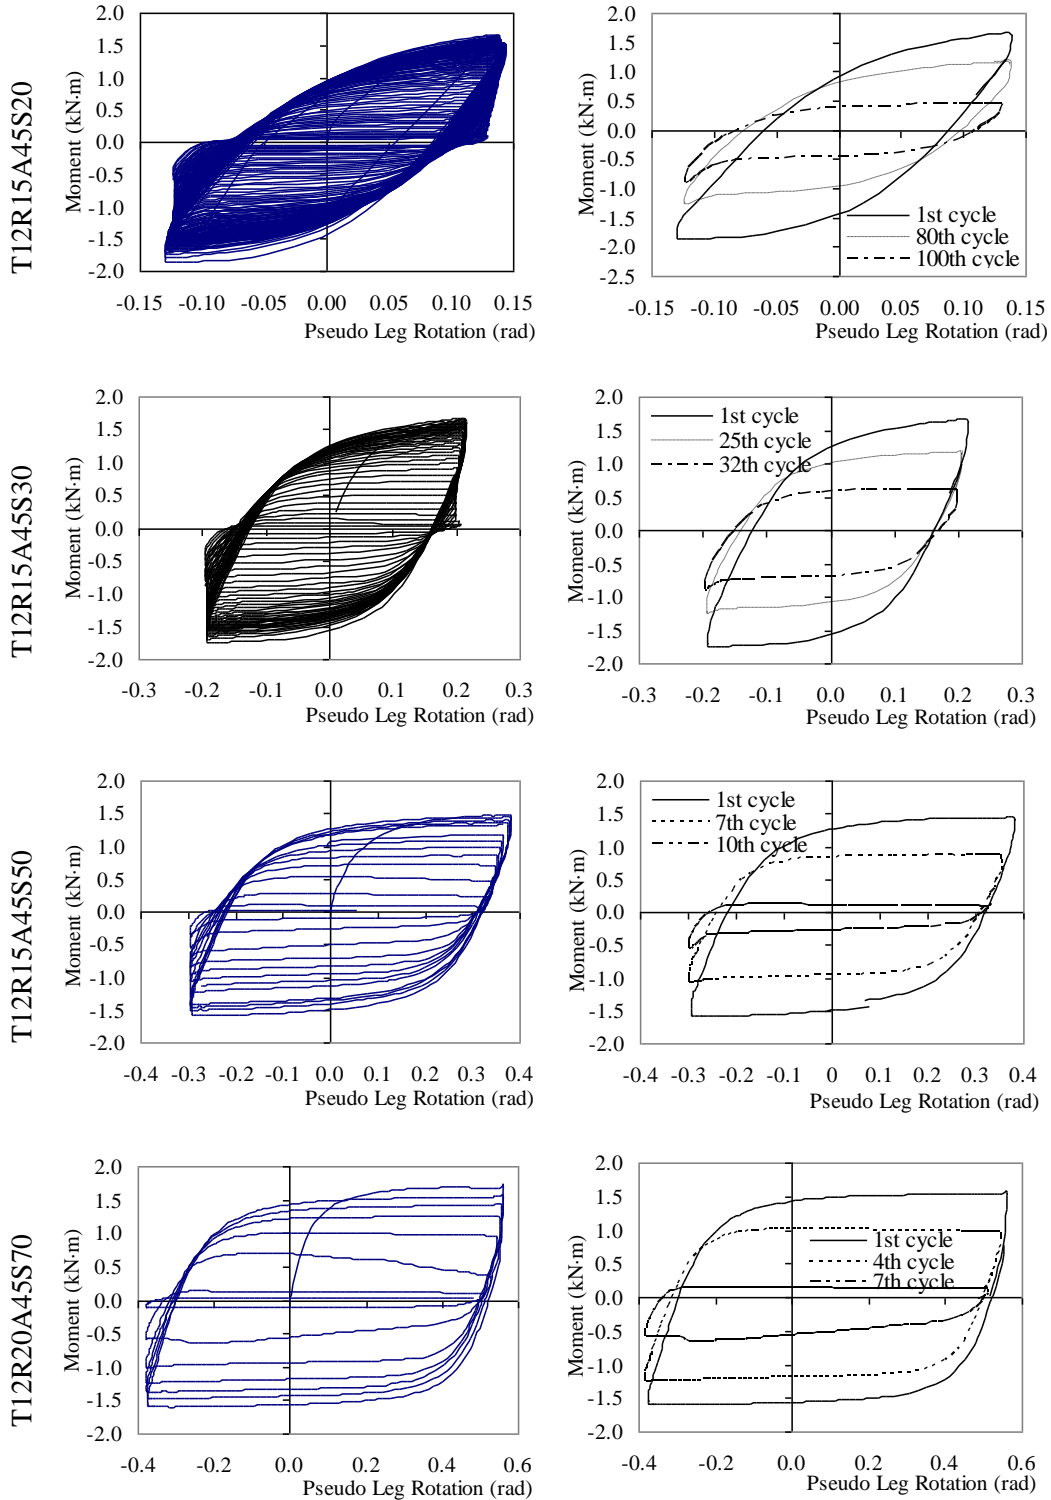 T12R15A45S20
Moment (kN·m)
2.0
1.5
1.0
0.5
0.0
-0.5
-1.0
-1.5
-2.0
-0.15 -0.10 -0.05 0.00 0.05 0.10 0.15
Pseudo Leg Rotation (rad)
Moment (kN·m)
2.0
1.5
1.0
0.5
0.0
-0.5
-1.0
-1.5
-2.0
-2.5
1st cycle
80th cycle
100th cycle
-0.15 -0.10 -0.05 0.00 0.05 0.10 0.15
Pseudo Leg Rotation (rad)
T12R15A45S30
Moment (kN·m)
2.0
1.5
1.0
0.5
0.0
-0.5
-1.0
-1.5
-2.0
-0.3 -0.2 -0.1 0.0 0.1 0.2 0.3
Pseudo Leg Rotation (rad)
Moment (kN·m)
2.0
1.5
1.0
0.5
0.0
-0.5
-1.0
-1.5
-2.0
1st cycle
25th cycle
32th cycle
-0.3 -0.2 -0.1 0.0 0.1 0.2 0.3
Pseudo Leg Rotation (rad)
T12R15A45S50
Moment (kN·m)
2.0
1.5
1.0
0.5
0.0
-0.5
-1.0
-1.5
-2.0
-0.4 -0.3 -0.2 -0.1 0.0 0.1 0.2 0.3 0.4
Pseudo Leg Rotation (rad)
Moment (kN·m)
2.0
1.5
1.0
0.5
0.0
-0.5
-1.0
-1.5
-2.0
1st cycle
7th cycle
10th cycle
-0.4 -0.3 -0.2 -0.1 0 0.1 0.2 0.3 0.4
Pseudo Leg Rotation (rad)
T12R20A45S70
Moment (kN·m)
2.0
1.5
1.0
0.5
0.0
-0.5
-1.0
-1.5
-2.0
-0.4 -0.2 0.0 0.2 0.4 0.6
Pseudo Leg Rotation (rad)
Moment (kN·m)
2.0
1.5
1.0
0.5
0.0
-0.5
-1.0
-1.5
-2.0
1st cycle
4th cycle
7th cycle
-0.4 -0.2 0.0 0.2 0.4 0.6
Pseudo Leg Rotation (rad)